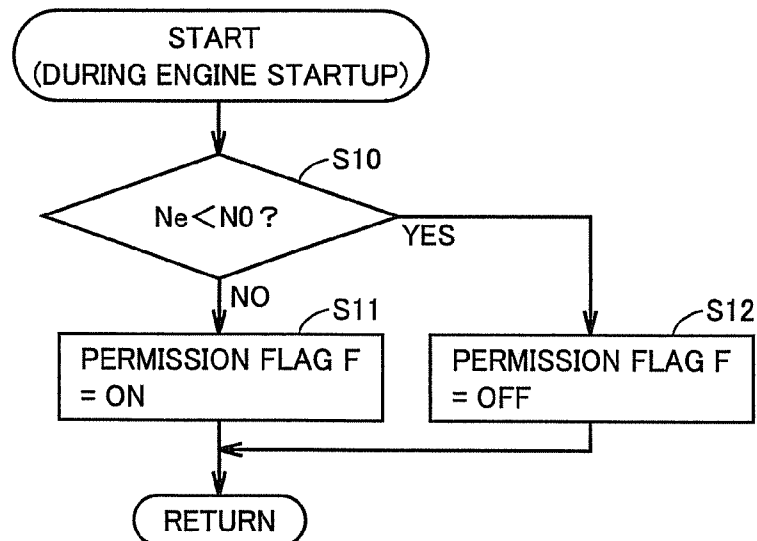 START
(DURING ENGINE STARTUP)
S10
Ne<N0?
YES
NO
S11
S12
PERMISSION FLAG F
= ON
PERMISSION FLAG F
= OFF
RETURN